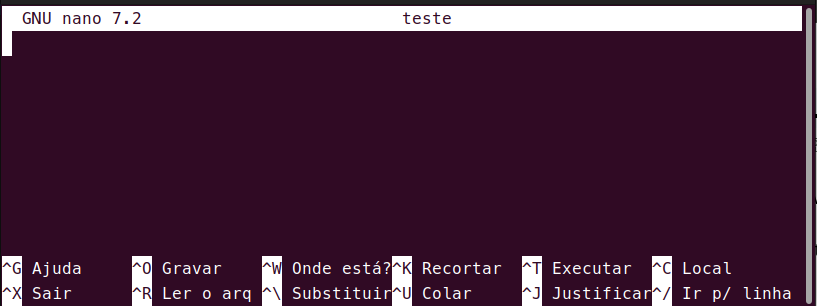 GNU nano 7.2 teste
^G Ajuda ^O Gravar ^W Onde está? ^K Recortar ^T Executar ^C Local
^X Sair ^R Ler o arq ^\ Substituir ^U Colar ^J Justificar ^/ Ir p/ linha